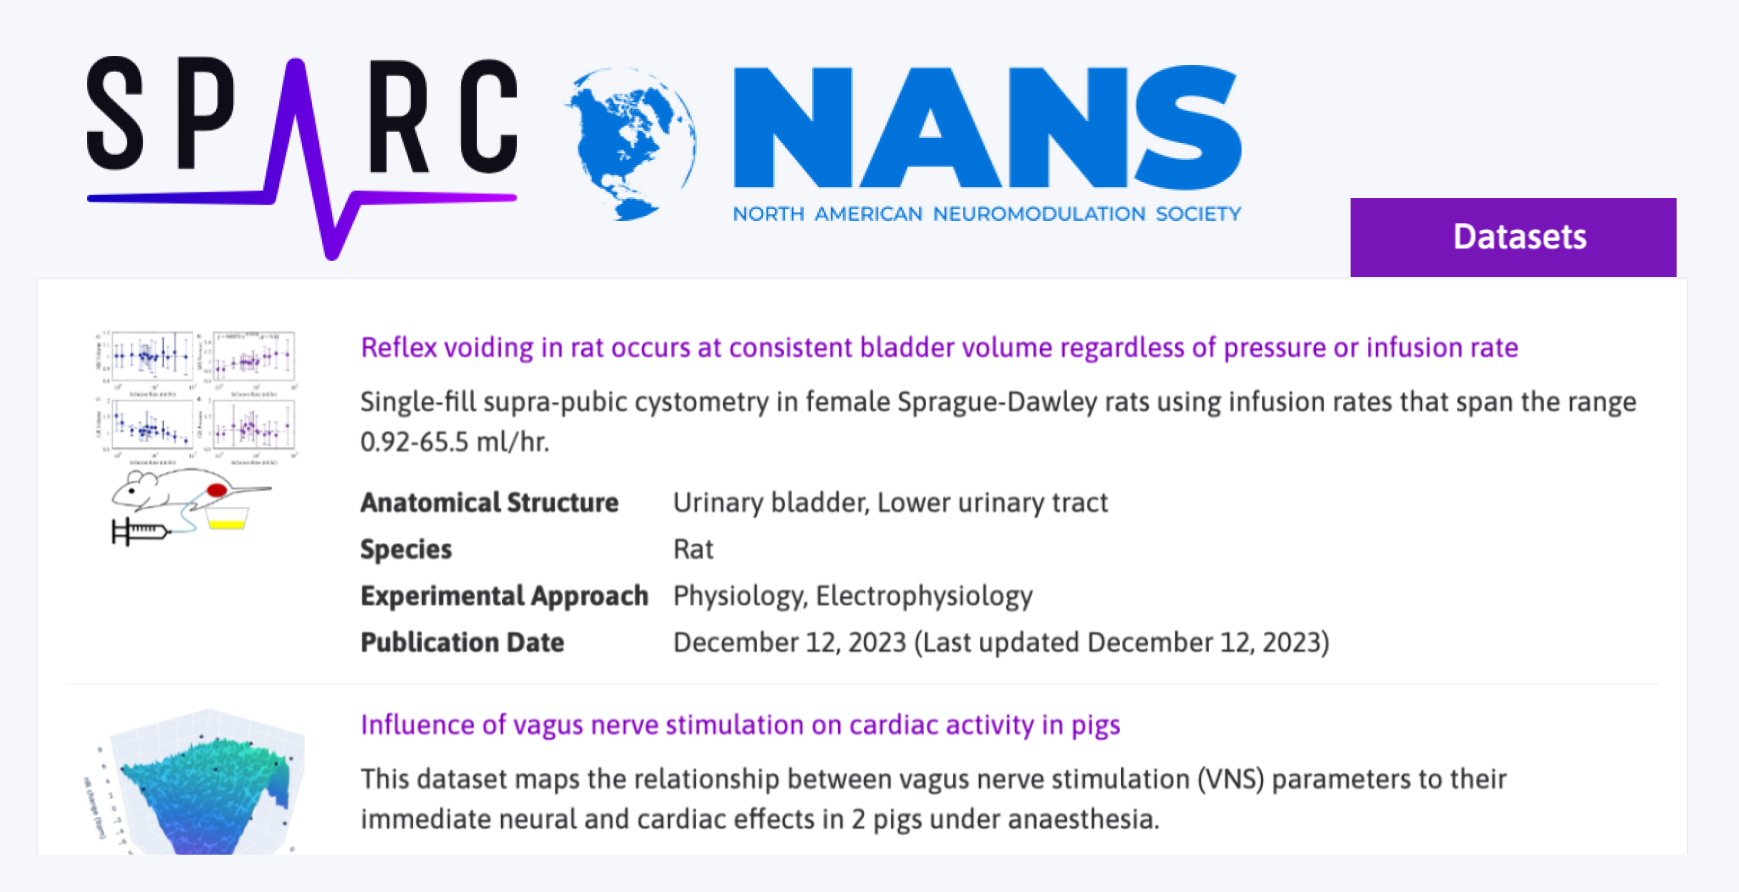 SPARC
NANS
NORTH AMERICAN NEUROMODULATION SOCIETY
Datasets
Reflex voiding in rat occurs at consistent bladder volume regardless of pressure or infusion rate
Single-fill supra-pubic cystometry in female Sprague-Dawley rats using infusion rates that span the range
0.92-65.5 ml/hr.
Anatomical Structure Urinary bladder, Lower urinary tract
Species Rat
Experimental Approach Physiology, Electrophysiology
Publication Date December 12, 2023 (Last updated December 12, 2023)
Influence of vagus nerve stimulation on cardiac activity in pigs
This dataset maps the relationship between vagus nerve stimulation (VNS) parameters to their
immediate neural and cardiac effects in 2 pigs under anaesthesia.
HR change (bpm)